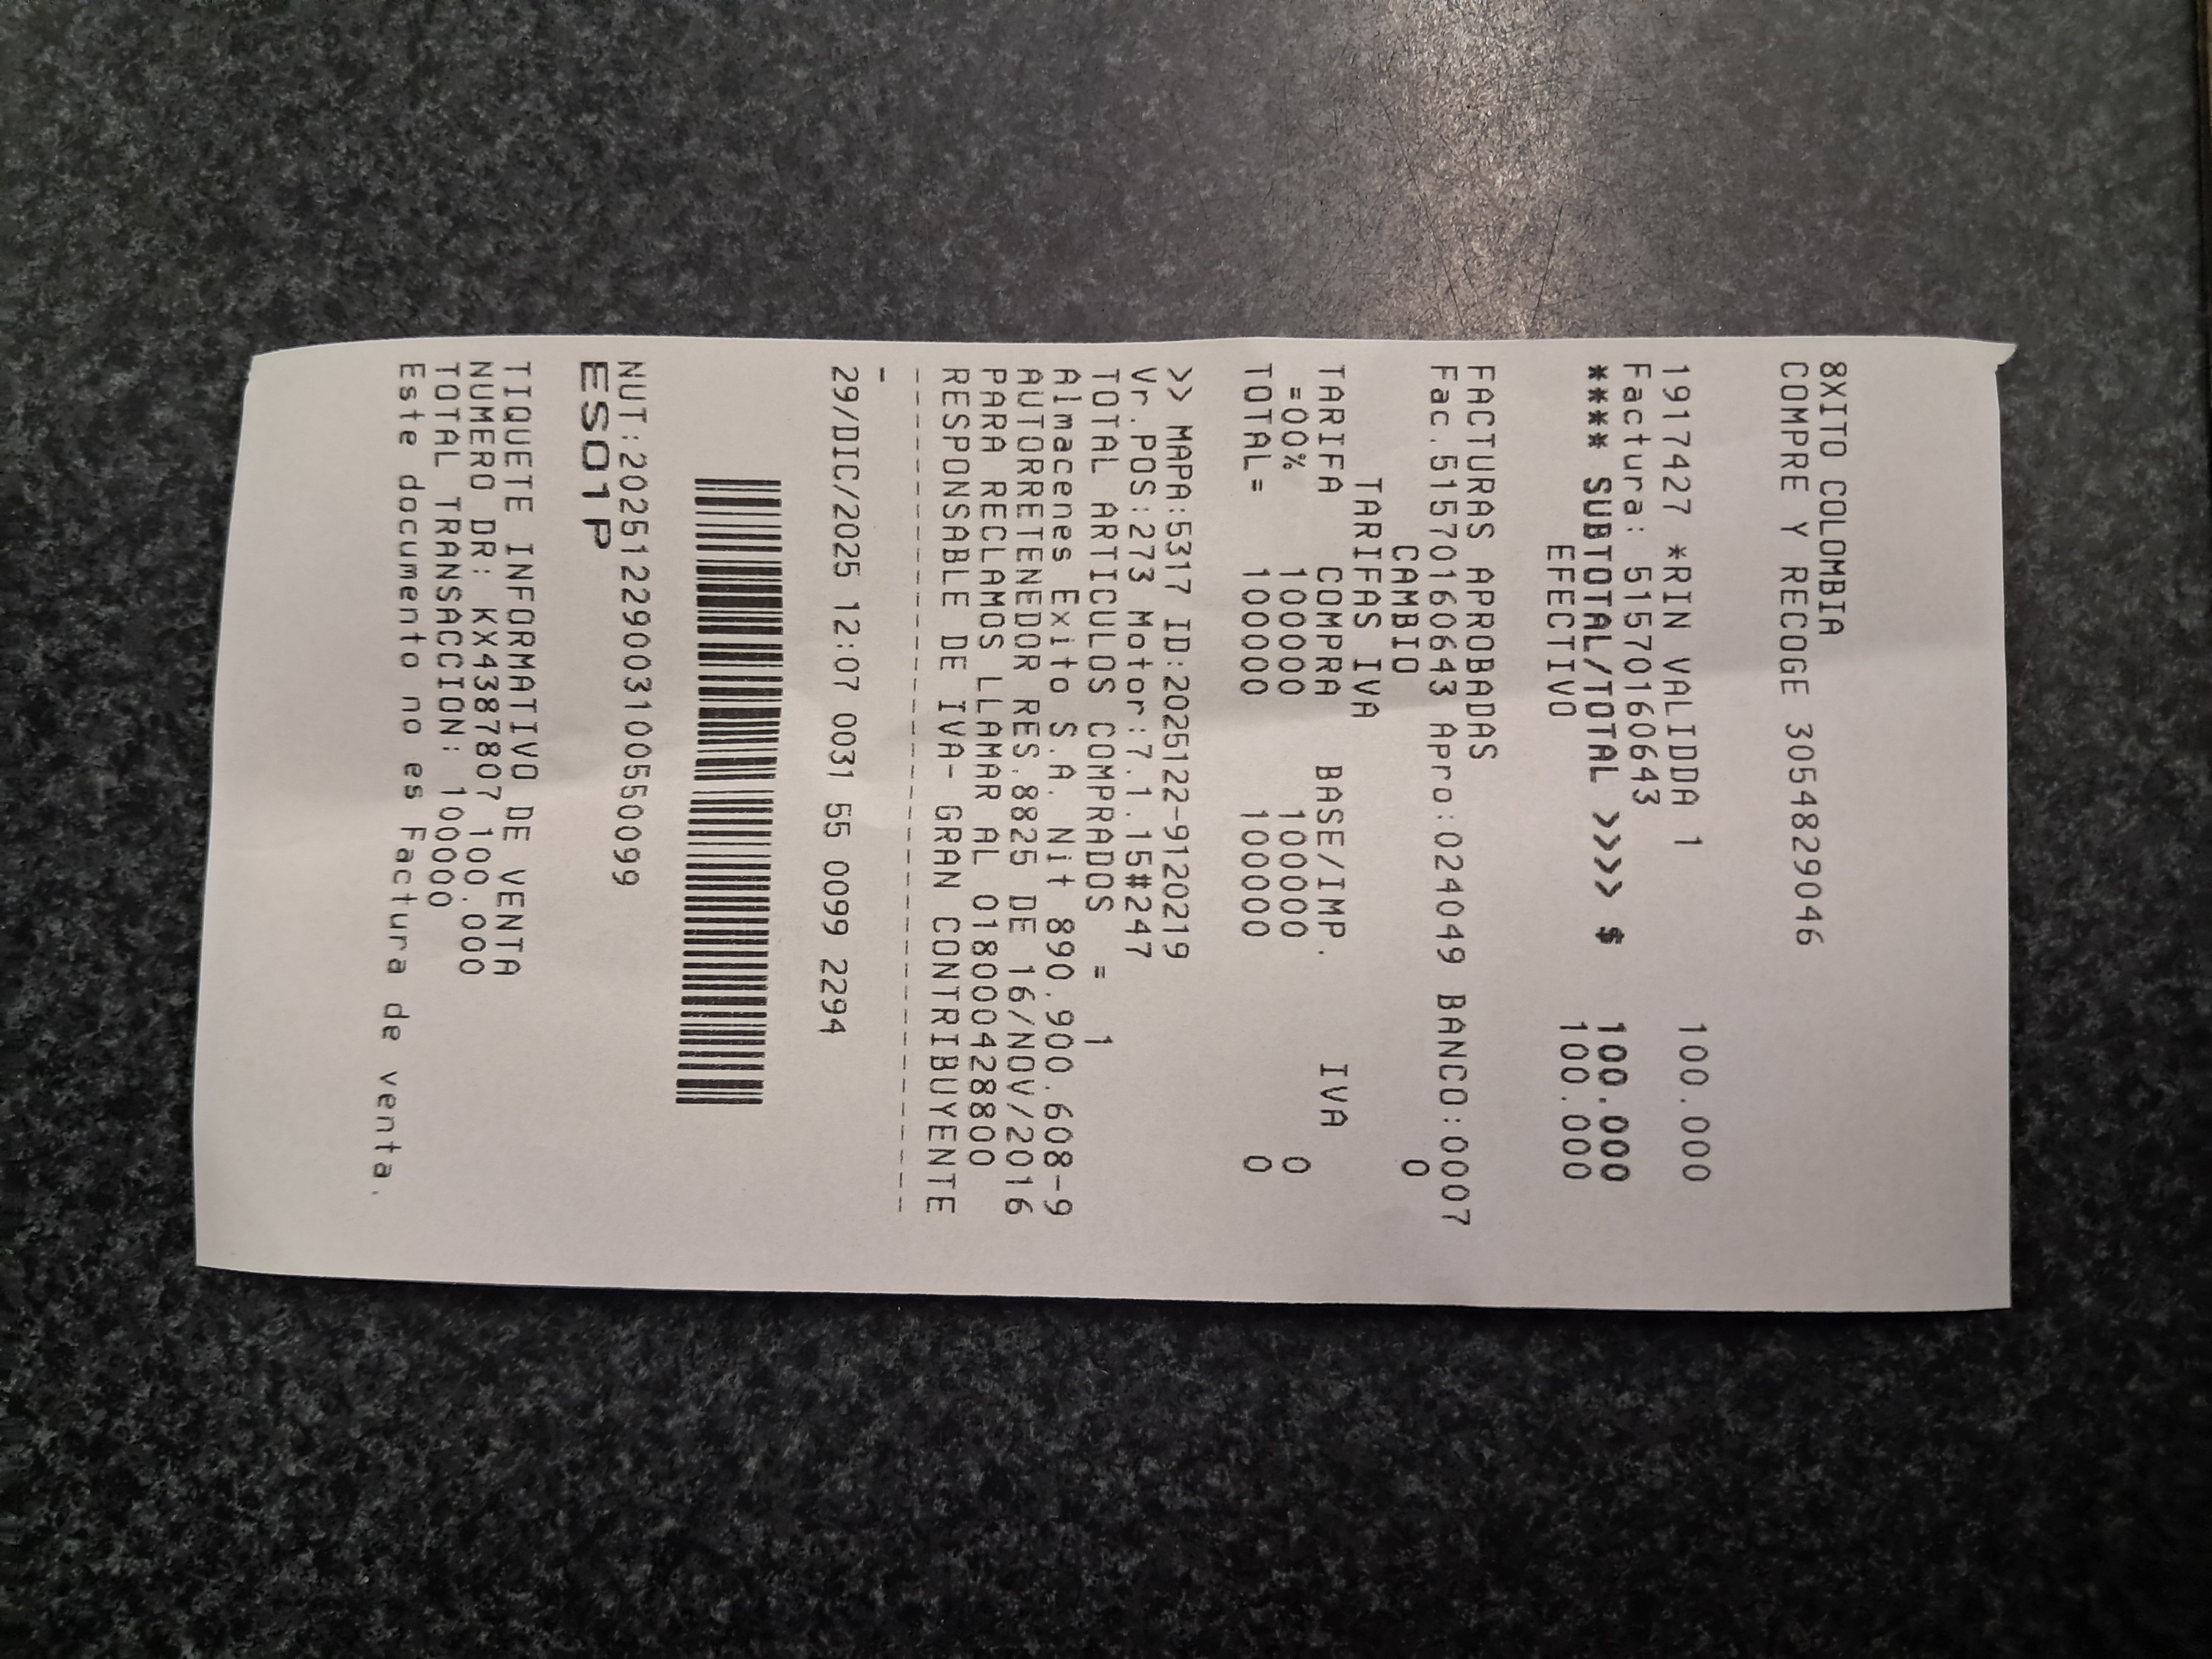 8XITO COLOMBIA
COMPRE Y RECOGE 3054829046
1917427 *RIN VALIDDA 1 100.000
Factura: 5157016064​3
**** SUBTOTAL/TOTAL >>>> $ 100.000
EFECTIVO 100.000
FACTURAS APROBADAS
Fac.51570160643 Apro:024049 BANCO:0007
CAMBIO 0
TARIFAS IVA
TARIFA COMPRA BASE/IMP. IVA
=00% 100000 100000 0
TOTAL= 100000 100000 0
>> MAPA:5317 ID:2025122-9120219
Vr.POS:273 Motor:7.1.15#247
TOTAL ARTICULOS COMPRADOS = 1
Almacenes Exito S.A. Nit 890.900.608-9
AUTORRETENEDOR RES.8825 DE 16/NOV/2016
PARA RECLAMOS LLAMAR AL 018000428800
RESPONSABLE DE IVA- GRAN CONTRIBUYENTE
----------------------------------------
-
29/DIC/2025 12:07 0031 55 0099 2294
NUT:20251229003100550099
ES01P
TIQUETE INFORMATIVO DE VENTA
NUMERO DR: KX4387807 100.000
TOTAL TRANSACCION: 100000
Este documento no es Factura de venta.